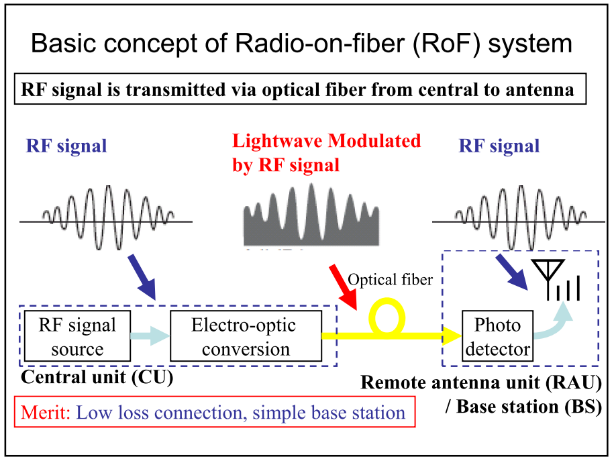 Basic concept of Radio-on-fiber (RoF) system
RF signal is transmitted via optical fiber from central to antenna
RF signal
Lightwave Modulated
by RF signal
RF signal
Optical fiber
RF signal
source
Electro-optic
conversion
Photo
detector
Central unit (CU)
Remote antenna unit (RAU)
/ Base station (BS)
Merit: Low loss connection, simple base station